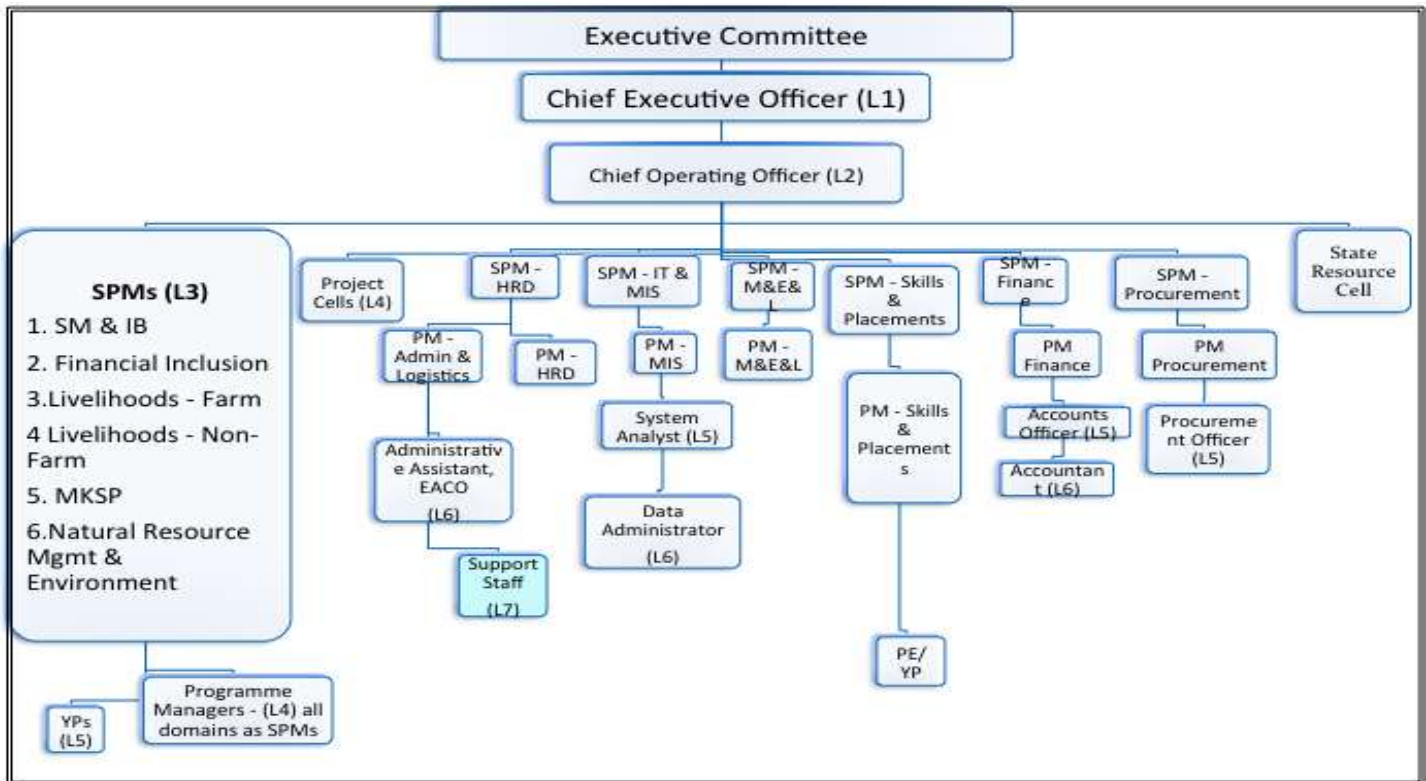 Executive Committee
Chief Executive Officer (L1)
Chief Operating Officer (L2)
SPMs (L3)
1. SM & IB
2. Financial Inclusion
3.Livelihoods - Farm
4 Livelihoods - Non-
Farm
5. MKSP
6.Natural Resource
Mgmt &
Environment
YPs
(L5)
Programme
Managers - (L4) all
domains as SPMs
Project
Cells (L4)
SPM -
HRD
PM -
Admin &
Logistics
PM -
HRD
Administrativ
e Assistant,
EACO
(L6)
Support
Staff
(L7)
SPM - IT &
MIS
PM -
MIS
System
Analyst (L5)
Data
Administrator
(L6)
SPM -
M&E&
L
PM -
M&E&L
SPM - Skills
&
Placements
PM - Skills
&
Placement
s
PE/
YP
SPM -
Financ
e
PM
Finance
Accounts
Officer (L5)
Accountan
t (L6)
SPM -
Procurement
PM
Procurement
Procureme
nt Officer
(L5)
State
Resource
Cell